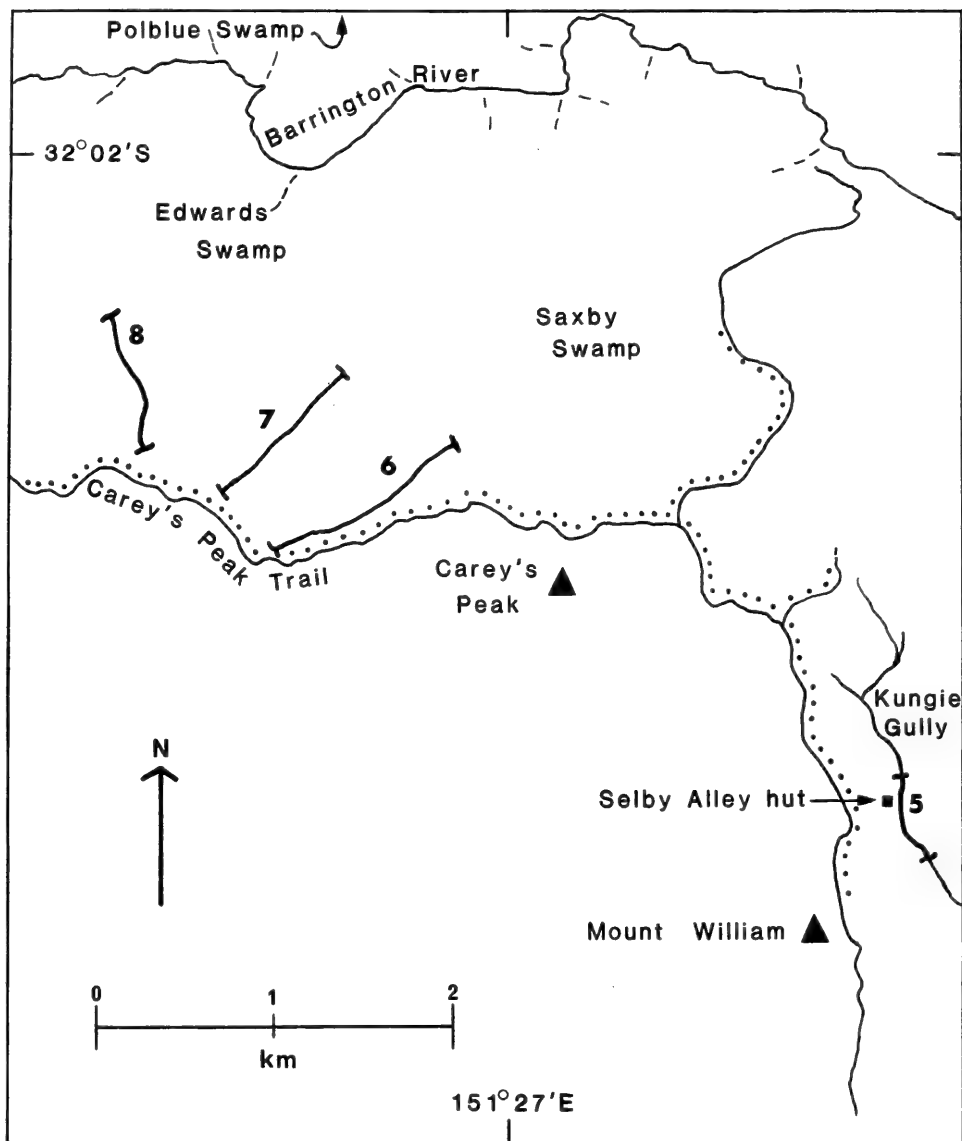 Polblue Swamp
Barrington River
32°02'S
Edwards
Swamp
Saxby
Swamp
8
7
6
Carey's Peak Trail
Carey's
Peak
Kungie
Gully
N
Selby Alley hut
5
Mount William
0 1 2
km
151°27'E